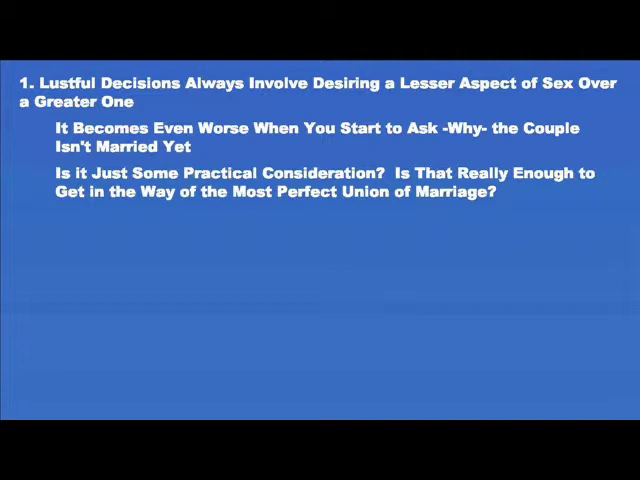 1. Lustful Decisions Always Involve Desiring a Lesser Aspect of Sex Over
a Greater One
It Becomes Even Worse When You Start to Ask -Why- the Couple
Isn't Married Yet
Is it Just Some Practical Consideration?  Is That Really Enough to
Get in the Way of the Most Perfect Union of Marriage?